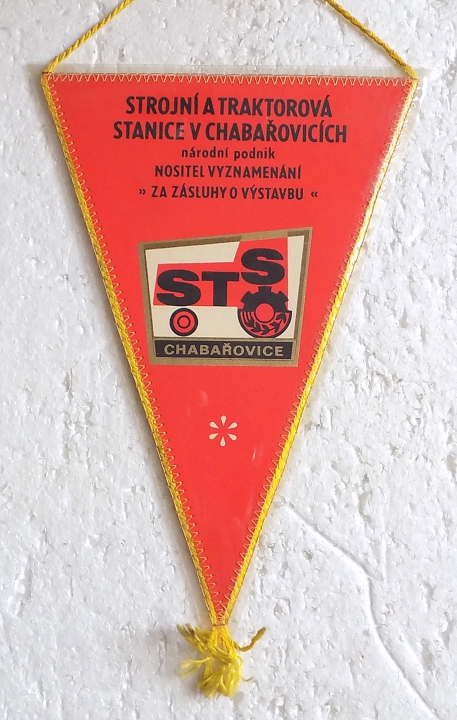 STROJNÍ A TRAKTOROVÁ
STANICE V CHABAŘOVICÍCH
národní podnik
NOSITEL VYZNAMENÁNÍ
» ZA ZÁSLUHY O VÝSTAVBU «
STS
CHABAŘOVICE